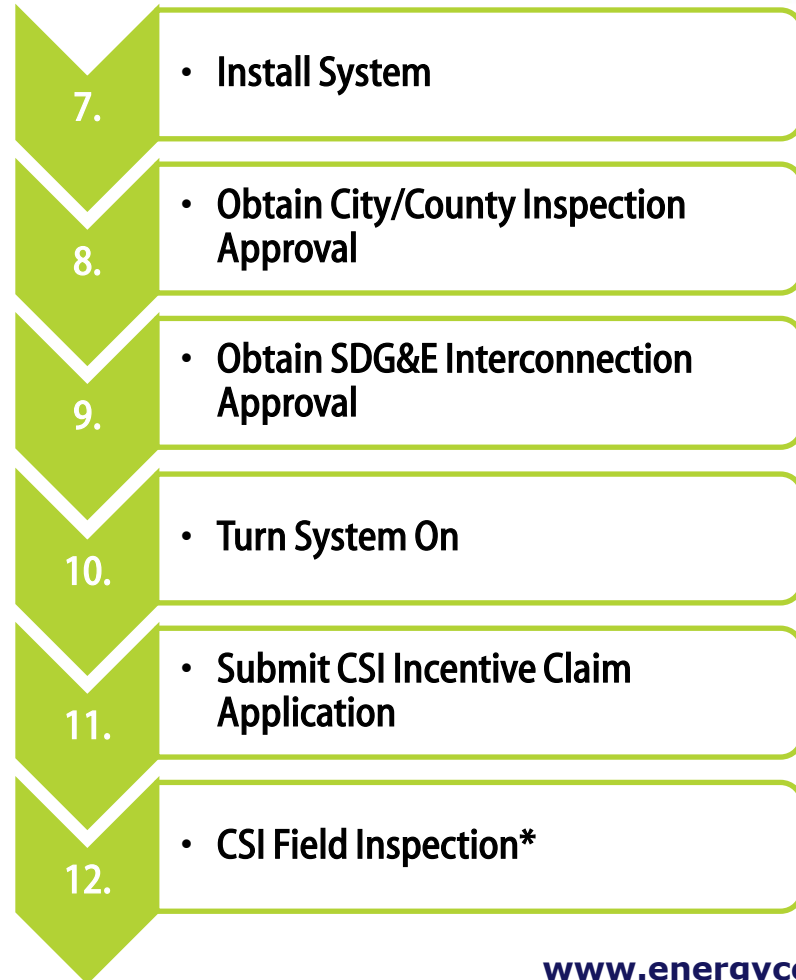 7.
• Install System
8.
• Obtain City/County Inspection
Approval
9.
• Obtain SDG&E Interconnection
Approval
10.
• Turn System On
11.
• Submit CSI Incentive Claim
Application
12.
• CSI Field Inspection*